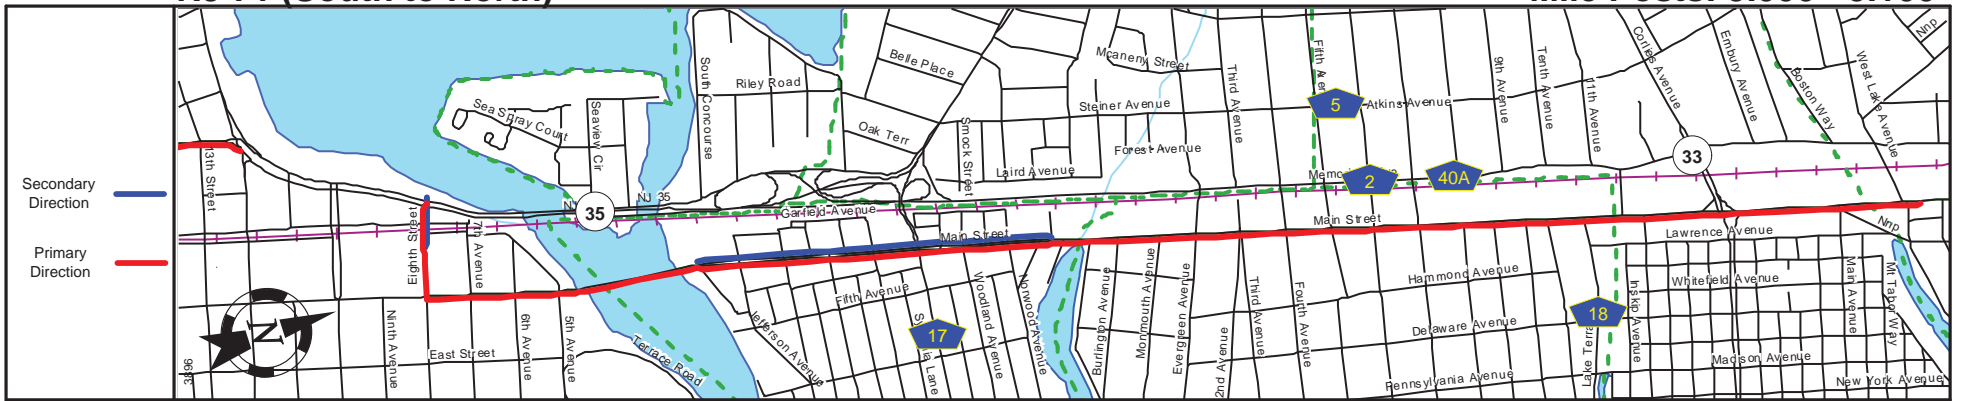 Secondary
Direction
Primary
Direction
13th Street
3896
Eighth Street
7th Avenue
Ninth Avenue
East Street
6th Avenue
5th Avenue
Terrace Road
Sea Spray Court
Seaview Cir
35
NJ 35
South Concourse
Riley Road
Belle Place
Oak Terr
Smock Street
Laird Avenue
Garfield Avenue
Main Street
Fifth Avenue
Jefferson Avenue
17
Woodland Avenue
Norwood Avenue
Mcaneny Street
Steiner Avenue
Forest Avenue
Third Avenue
5
Atkins Avenue
2
40A
Main Street
Burlington Avenue
Monmouth Avenue
Evergreen Avenue
2nd Avenue
Third Avenue
Fourth Avenue
Hammond Avenue
Delaware Avenue
Pennsylvania Avenue
9th Avenue
Tenth Avenue
11th Avenue
Corlies Avenue
Embury Avenue
Boston Way
West Lake Avenue
Nnp
33
Lawrence Avenue
Whitefield Avenue
18
Inskip Avenue
Madison Avenue
New York Avenue
Main Avenue
Mt Tabor Way
Nnp
N